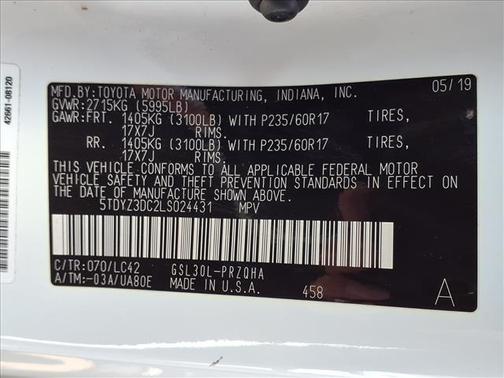 42661-08120
MFD.BY:TOYOTA MOTOR MANUFACTURING, INDIANA, INC. 05/19
GVWR:2715KG (5995LB)
GAWR:FRT. 1405KG (3100LB) WITH P235/60R17 TIRES,
17X7J RIMS.
RR. 1405KG (3100LB) WITH P235/60R17 TIRES,
17X7J RIMS.
THIS VEHICLE CONFORMS TO ALL APPLICABLE FEDERAL MOTOR
VEHICLE SAFETY AND THEFT PREVENTION STANDARDS IN
EFFECT ON THE DATE OF MANUFACTURE SHOWN ABOVE.
5TDYZ3DC2LS024431 MPV
C/TR:070/LC42 GSL30L-PRZQHA
A/TM:-03A/UA80E MADE IN U.S.A. 458 A